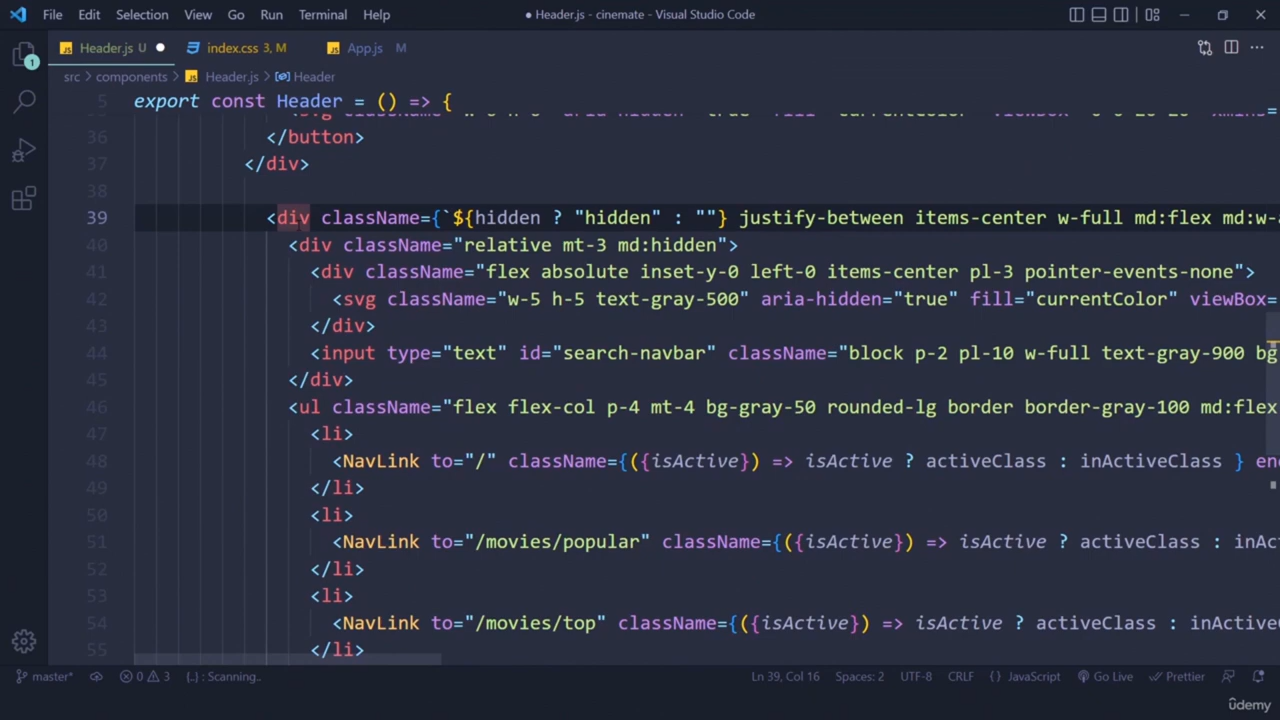 File Edit Selection View Go Run Terminal Help
● Header.js - cinemate - Visual Studio Code
JS Header.js U ● index.css 3, M JS App.js M
src > components > JS Header.js > Header
5 export const Header = () => {
36 </button>
37 </div>
38
39 <div className={`${hidden ? "hidden" : ""} justify-between items-center w-full md:flex md:w-
40 <div className="relative mt-3 md:hidden">
41 <div className="flex absolute inset-y-0 left-0 items-center pl-3 pointer-events-none">
42 <svg className="w-5 h-5 text-gray-500" aria-hidden="true" fill="currentColor" viewBox=
43 </div>
44 <input type="text" id="search-navbar" className="block p-2 pl-10 w-full text-gray-900 bg
45 </div>
46 <ul className="flex flex-col p-4 mt-4 bg-gray-50 rounded-lg border border-gray-100 md:flex
47 <li>
48 <NavLink to="/" className={({isActive}) => isActive ? activeClass : inActiveClass } en
49 </li>
50 <li>
51 <NavLink to="/movies/popular" className={({isActive}) => isActive ? activeClass : inAc
52 </li>
53 <li>
54 <NavLink to="/movies/top" className={({isActive}) => isActive ? activeClass : inActive
55 </li>
1
master* 0 3 {..} : Scanning.. Ln 39, Col 16 Spaces: 2 UTF-8 CRLF {} JavaScript Go Live Prettier
ûdemy